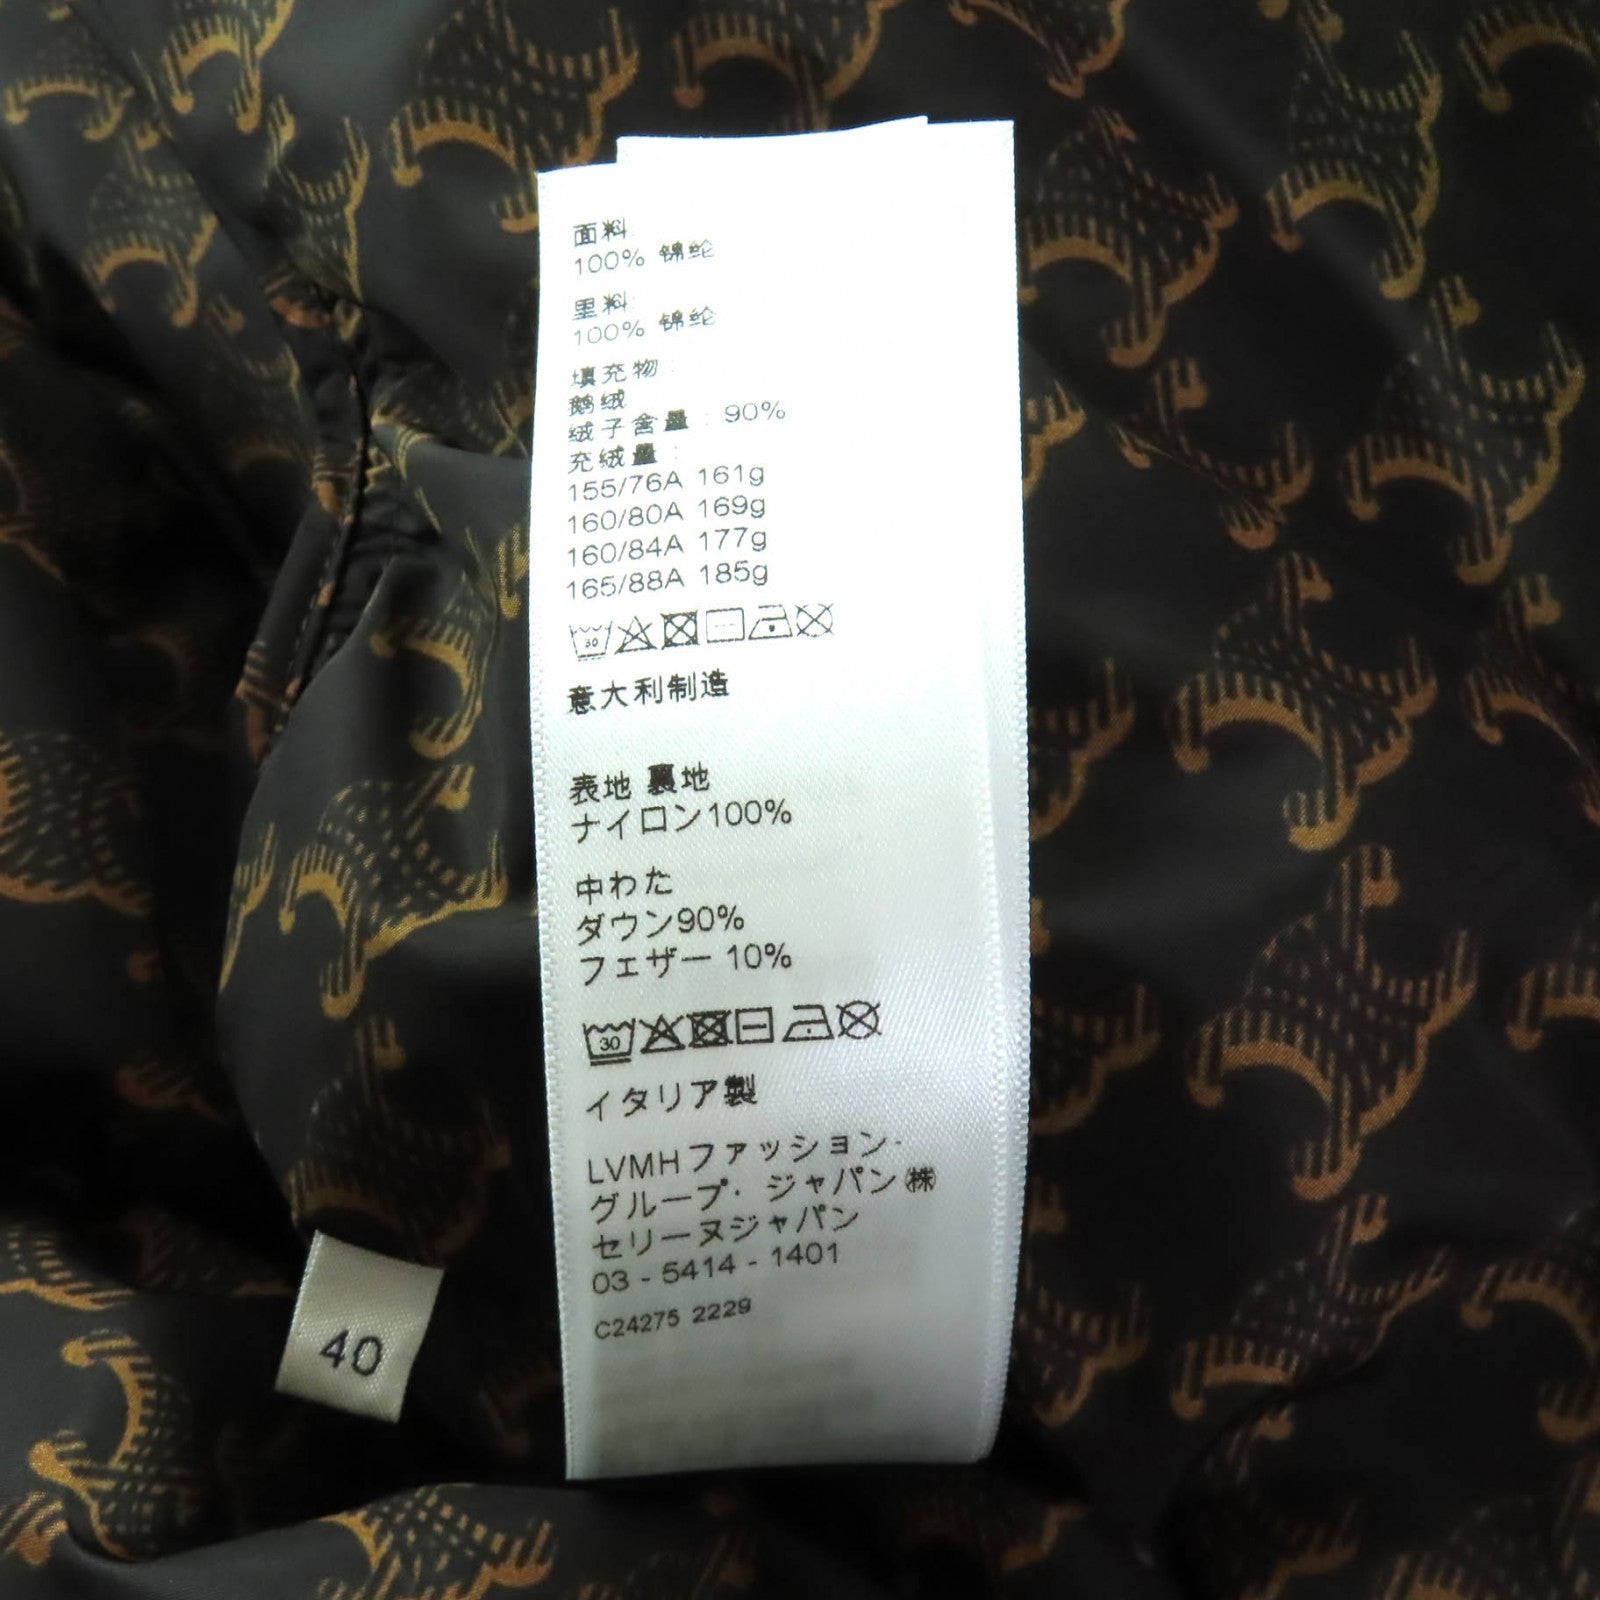 面料:
100% 锦纶
里料:
100% 锦纶
填充物:
鹅绒
绒子含量: 90%
充绒量:
155/76A 161g
160/80A 169g
160/84A 177g
165/88A 185g
30
意大利制造
表地 裏地
ナイロン100%
中わた
ダウン90%
フェザー 10%
30
イタリア製
LVMHファッション・
グループ・ジャパン㈱
セリーヌジャパン
03 - 5414 - 1401
C24275 2229
40